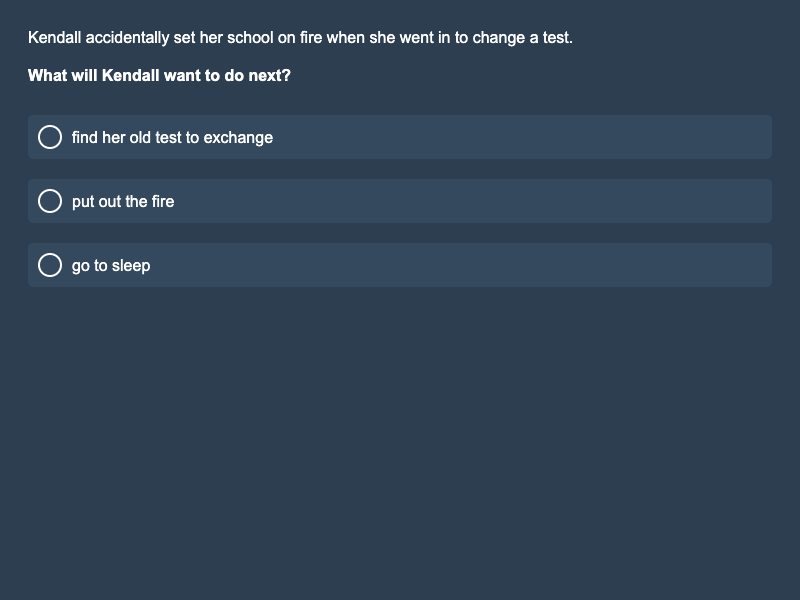 Kendall accidentally set her school on fire when she went in to change a test.
What will Kendall want to do next?
find her old test to exchange
put out the fire
go to sleep